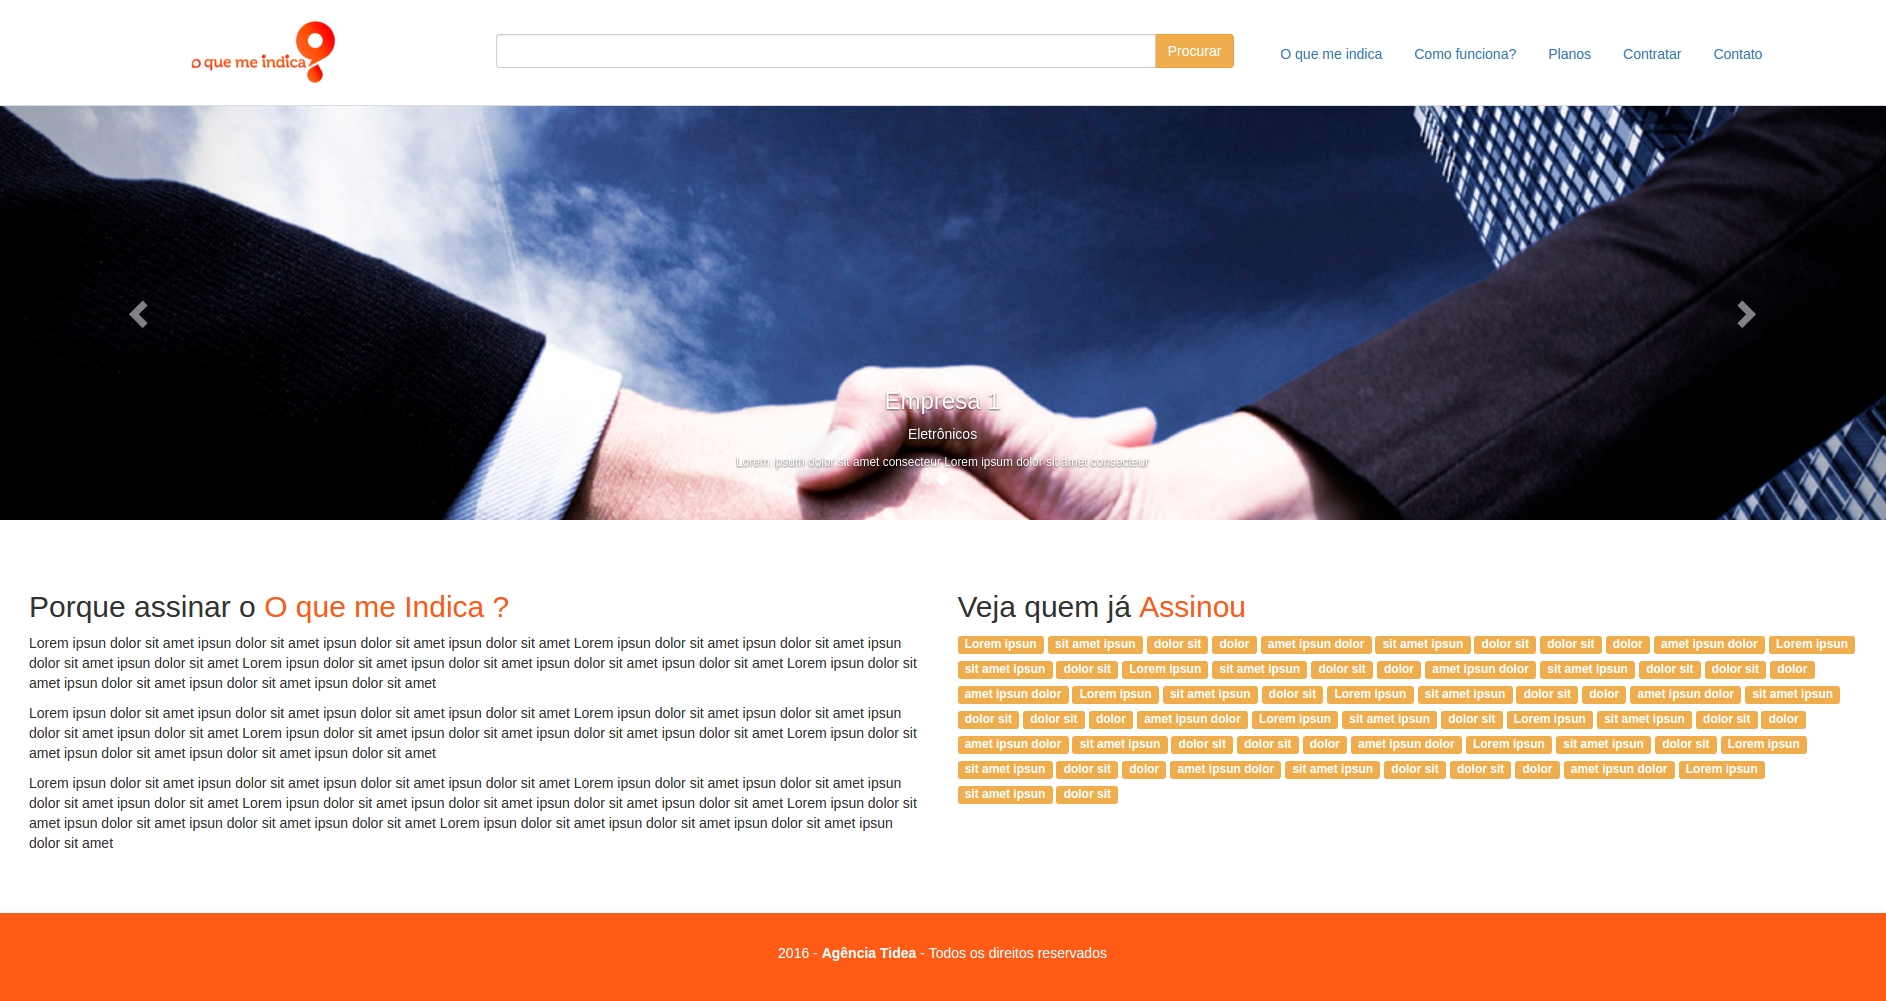 o que me indica
Procurar
O que me indica Como funciona? Planos Contratar Contato
Empresa 1
Eletrônicos
Lorem ipsum dolor sit amet consecteur Lorem ipsum dolor sit amet consecteur
Porque assinar o O que me Indica ?
Lorem ipsun dolor sit amet ipsun dolor sit amet ipsun dolor sit amet ipsun dolor sit amet Lorem ipsun dolor sit amet ipsun dolor sit amet ipsun
dolor sit amet ipsun dolor sit amet Lorem ipsun dolor sit amet ipsun dolor sit amet ipsun dolor sit amet ipsun dolor sit amet Lorem ipsun dolor sit
amet ipsun dolor sit amet ipsun dolor sit amet ipsun dolor sit amet
Lorem ipsun dolor sit amet ipsun dolor sit amet ipsun dolor sit amet ipsun dolor sit amet Lorem ipsun dolor sit amet ipsun dolor sit amet ipsun
dolor sit amet ipsun dolor sit amet Lorem ipsun dolor sit amet ipsun dolor sit amet ipsun dolor sit amet ipsun dolor sit amet Lorem ipsun dolor sit
amet ipsun dolor sit amet ipsun dolor sit amet ipsun dolor sit amet
Lorem ipsun dolor sit amet ipsun dolor sit amet ipsun dolor sit amet ipsun dolor sit amet Lorem ipsun dolor sit amet ipsun dolor sit amet ipsun
dolor sit amet ipsun dolor sit amet Lorem ipsun dolor sit amet ipsun dolor sit amet ipsun dolor sit amet ipsun dolor sit amet Lorem ipsun dolor sit
amet ipsun dolor sit amet ipsun dolor sit amet ipsun dolor sit amet Lorem ipsun dolor sit amet ipsun dolor sit amet ipsun dolor sit amet ipsun
dolor sit amet
Veja quem já Assinou
Lorem ipsun sit amet ipsun dolor sit dolor amet ipsun dolor sit amet ipsun dolor sit dolor sit dolor amet ipsun dolor Lorem ipsun
sit amet ipsun dolor sit Lorem ipsun sit amet ipsun dolor sit dolor amet ipsun dolor sit amet ipsun dolor sit dolor sit dolor
amet ipsun dolor Lorem ipsun sit amet ipsun dolor sit Lorem ipsun sit amet ipsun dolor sit dolor amet ipsun dolor sit amet ipsun
dolor sit dolor sit dolor amet ipsun dolor Lorem ipsun sit amet ipsun dolor sit Lorem ipsun sit amet ipsun dolor sit dolor
amet ipsun dolor sit amet ipsun dolor sit dolor sit dolor amet ipsun dolor Lorem ipsun sit amet ipsun dolor sit Lorem ipsun
sit amet ipsun dolor sit dolor amet ipsun dolor sit amet ipsun dolor sit dolor sit dolor amet ipsun dolor Lorem ipsun
sit amet ipsun dolor sit
2016 - Agência Tidea - Todos os direitos reservados